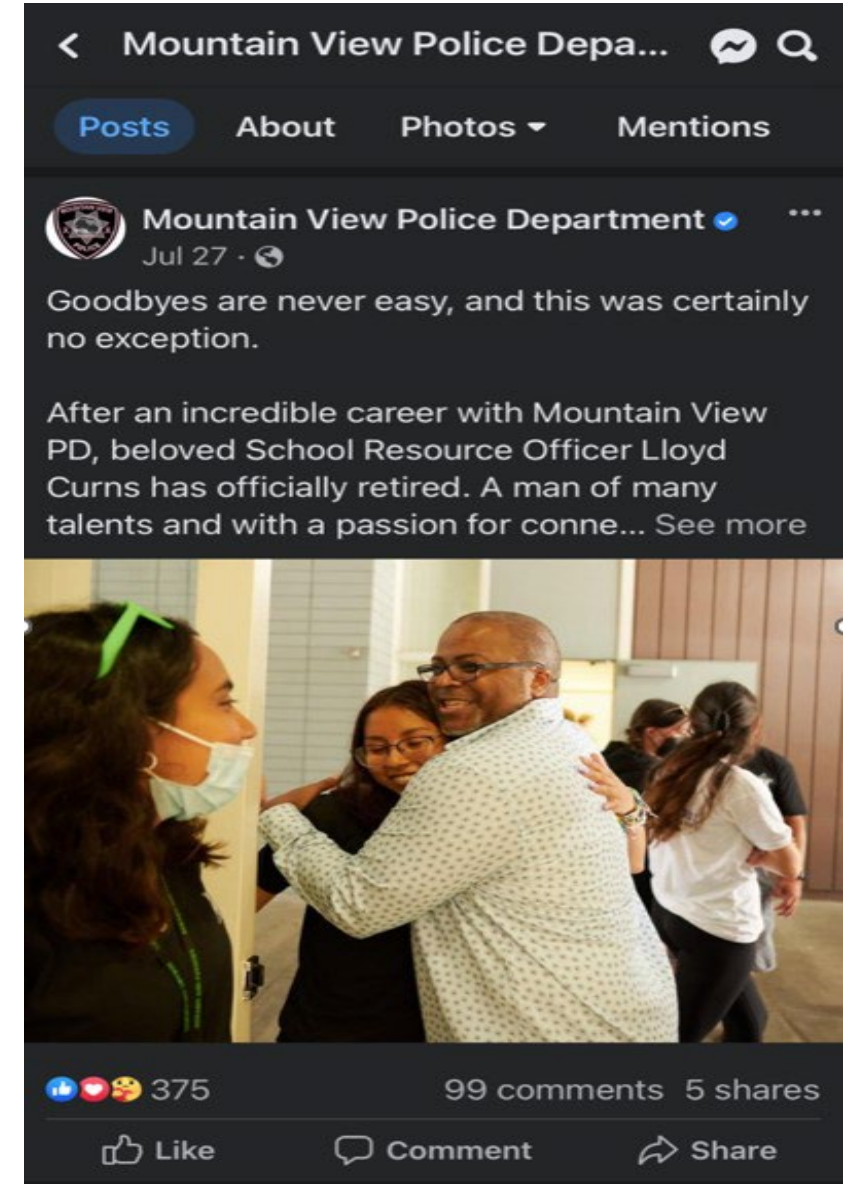 Mountain View Police Depa...
Posts About Photos Mentions
Mountain View Police Department
Jul 27 ·
Goodbyes are never easy, and this was certainly
no exception.
After an incredible career with Mountain View
PD, beloved School Resource Officer Lloyd
Curns has officially retired. A man of many
talents and with a passion for conne... See more
375 99 comments 5 shares
Like Comment Share